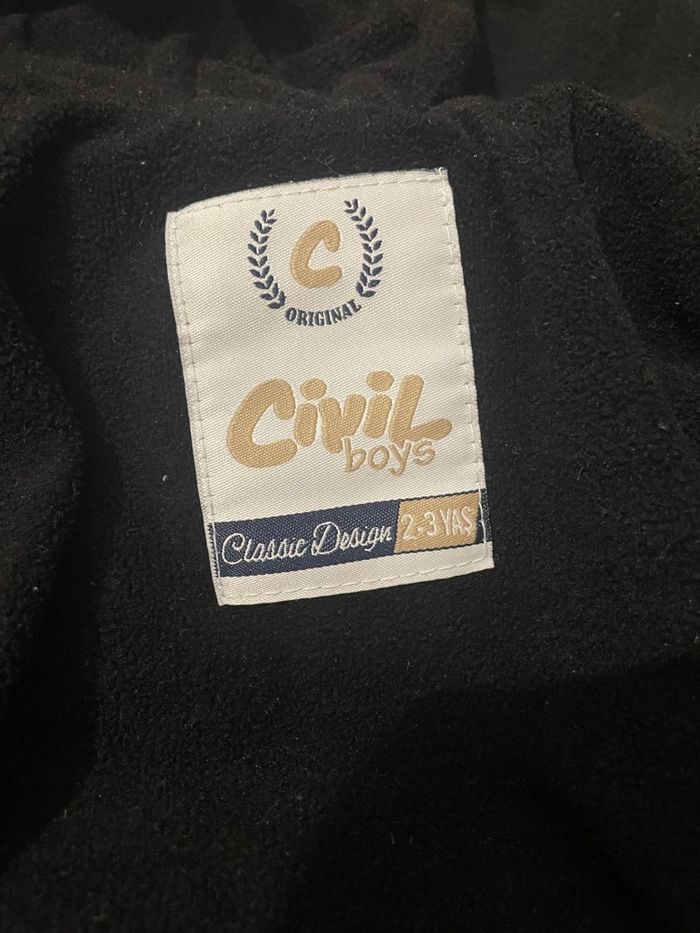 C
ORIGINAL
Civil
boys
Classic Design 2-3 YAŞ